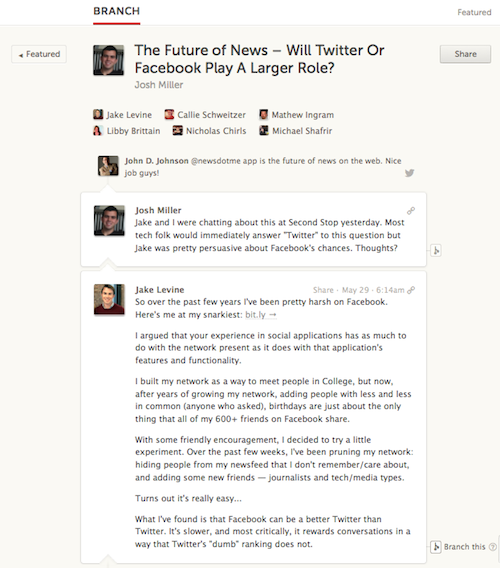 BRANCH
Featured
◂ Featured
The Future of News – Will Twitter Or
Facebook Play A Larger Role?
Josh Miller
Share
Jake Levine Callie Schweitzer Mathew Ingram
Libby Brittain Nicholas Chirls Michael Shafrir
John D. Johnson @newsdotme app is the future of news on the web. Nice
job guys!
Josh Miller
Jake and I were chatting about this at Second Stop yesterday. Most
tech folk would immediately answer "Twitter" to this question but
Jake was pretty persuasive about Facebook's chances. Thoughts?
Jake Levine Share · May 29 · 6:14am
So over the past few years I've been pretty harsh on Facebook.
Here's me at my snarkiest: bit.ly →
I argued that your experience in social applications has as much to
do with the network present as it does with that application's
features and functionality.
I built my network as a way to meet people in College, but now,
after years of growing my network, adding people with less and less
in common (anyone who asked), birthdays are just about the only
thing that all of my 600+ friends on Facebook share.
With some friendly encouragement, I decided to try a little
experiment. Over the past few weeks, I've been pruning my network:
hiding people from my newsfeed that I don't remember/care about,
and adding some new friends — journalists and tech/media types.
Turns out it's really easy...
What I've found is that Facebook can be a better Twitter than
Twitter. It's slower, and most critically, it rewards conversations in a
way that Twitter's "dumb" ranking does not.
Branch this ?